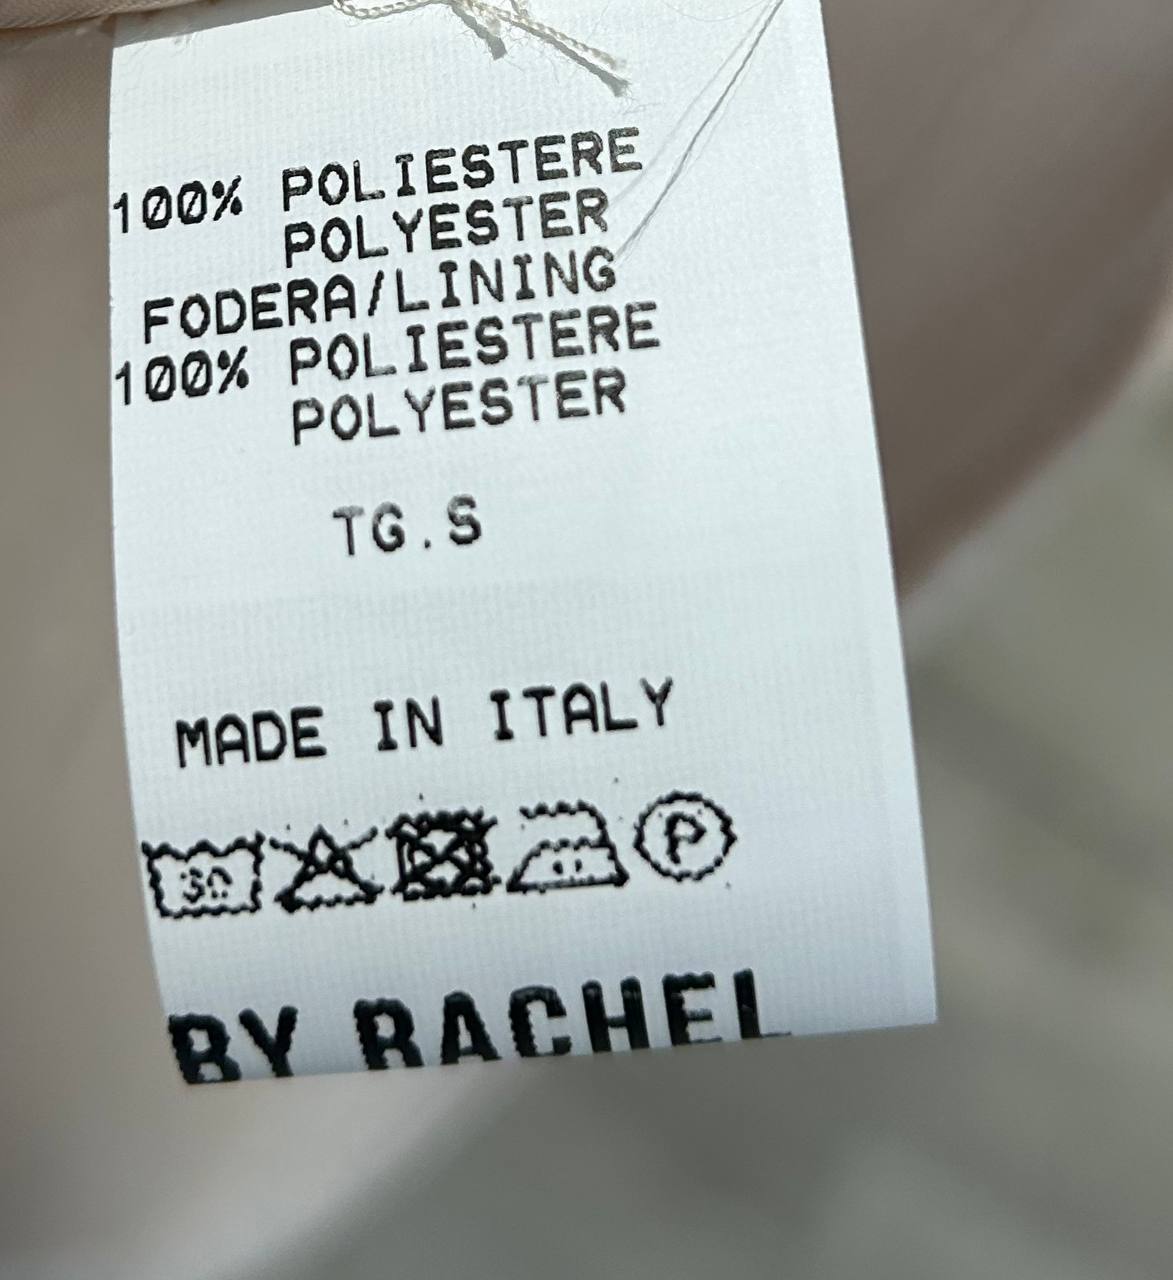 100% POLIESTERE
POLYESTER
FODERA/LINING
100% POLIESTERE
POLYESTER
TG.S
MADE IN ITALY
30 P
BY RACHEL